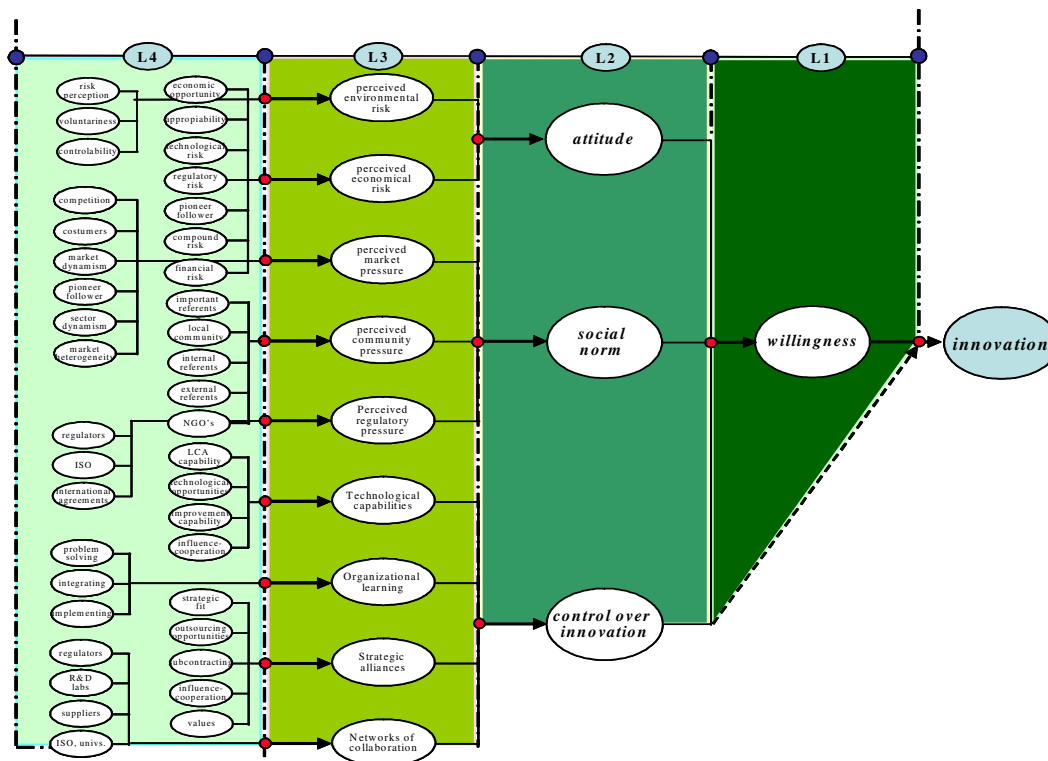 L4
L3
L2
L1
risk
perception
voluntariness
controlability
economic
opportunity
appropiability
technological
risk
regulatory
risk
pioneer
follower
compound
risk
financial
risk
competition
costumers
market
dynamism
pioneer
follower
sector
dynamism
market
heterogeneity
important
referents
local
community
internal
referents
external
referents
NGO's
regulators
ISO
international
agreements
LCA
capability
technological
opportunities
improvement
capability
influence-
cooperation
problem
solving
integrating
implementing
strategic
fit
outsourcing
opportunities
subcontracting
influence-
cooperation
values
regulators
R&D
labs
suppliers
ISO, univs.
perceived
environmental
risk
perceived
economical
risk
perceived
market
pressure
perceived
community
pressure
Perceived
regulatory
pressure
Technological
capabilities
Organizational
learning
Strategic
alliances
Networks of
collaboration
attitude
social
norm
control over
innovation
willingness
innovation